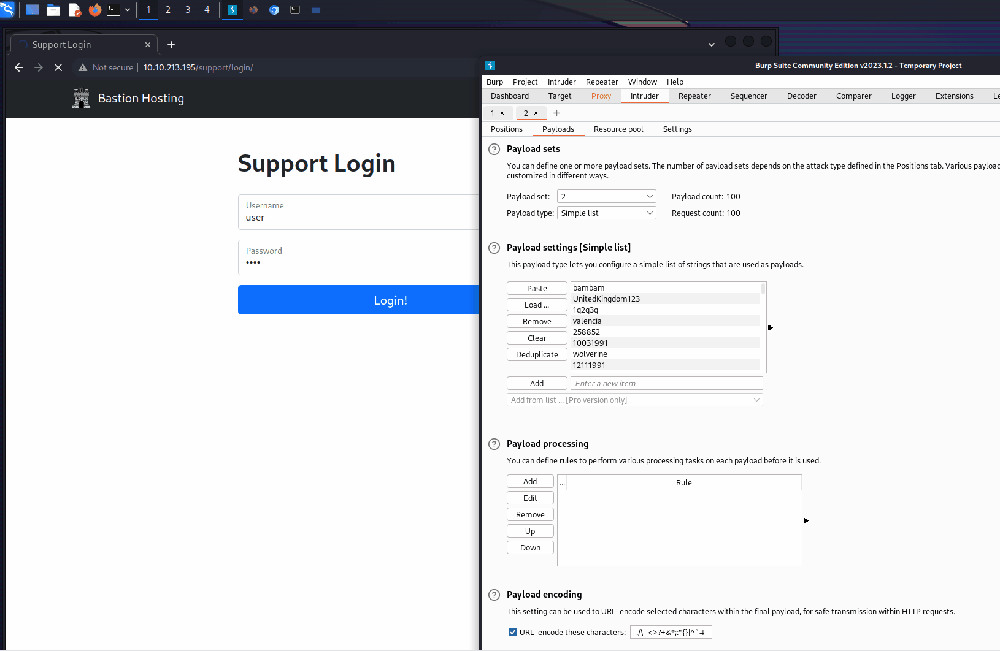 1 2 3 4
Support Login
Not secure 10.10.213.195/support/login/
Bastion Hosting
Support Login
Username
user
Password
••••
Login!
Burp Suite Community Edition v2023.1.2 - Temporary Project
Burp Project Intruder Repeater Window Help
Dashboard Target Proxy Intruder Repeater Sequencer Decoder Comparer Logger Extensions
1 × 2 × +
Positions Payloads Resource pool Settings
? Payload sets
You can define one or more payload sets. The number of payload sets depends on the attack type defined in the Positions tab. Various
customized in different ways.
Payload set: 2 Payload count: 100
Payload type: Simple list Request count: 100
? Payload settings [Simple list]
This payload type lets you configure a simple list of strings that are used as payloads.
Paste
Load ...
Remove
Clear
Deduplicate
bambam
UnitedKingdom123
1q2q3q
valencia
258852
10031991
wolverine
12111991
Add Enter a new item
Add from list ... [Pro version only]
? Payload processing
You can define rules to perform various processing tasks on each payload before it is used.
Add
Edit
Remove
Up
Down
... Rule
? Payload encoding
This setting can be used to URL-encode selected characters within the final payload, for safe transmission within HTTP requests.
URL-encode these characters: ./\=<>?+&*;:"{}|^`#